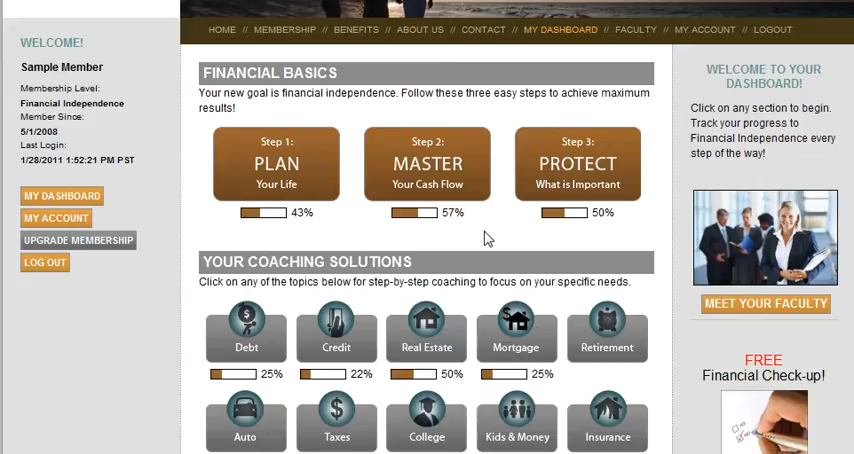 HOME // MEMBERSHIP // BENEFITS // ABOUT US // CONTACT // MY DASHBOARD // FACULTY // MY ACCOUNT // LOGOUT
WELCOME!
Sample Member
Membership Level:
Financial Independence
Member Since:
5/1/2008
Last Login:
1/28/2011 1:52:21 PM PST
MY DASHBOARD
MY ACCOUNT
UPGRADE MEMBERSHIP
LOG OUT
FINANCIAL BASICS
Your new goal is financial independence. Follow these three easy steps to achieve maximum
results!
Step 1:
PLAN
Your Life
43%
Step 2:
MASTER
Your Cash Flow
57%
Step 3:
PROTECT
What is Important
50%
YOUR COACHING SOLUTIONS
Click on any of the topics below for step-by-step coaching to focus on your specific needs.
Debt
Credit
Real Estate
Mortgage
Retirement
25%
22%
50%
25%
Auto
Taxes
College
Kids & Money
Insurance
WELCOME TO YOUR
DASHBOARD!
Click on any section to begin.
Track your progress to
Financial Independence every
step of the way!
MEET YOUR FACULTY
FREE
Financial Check-up!